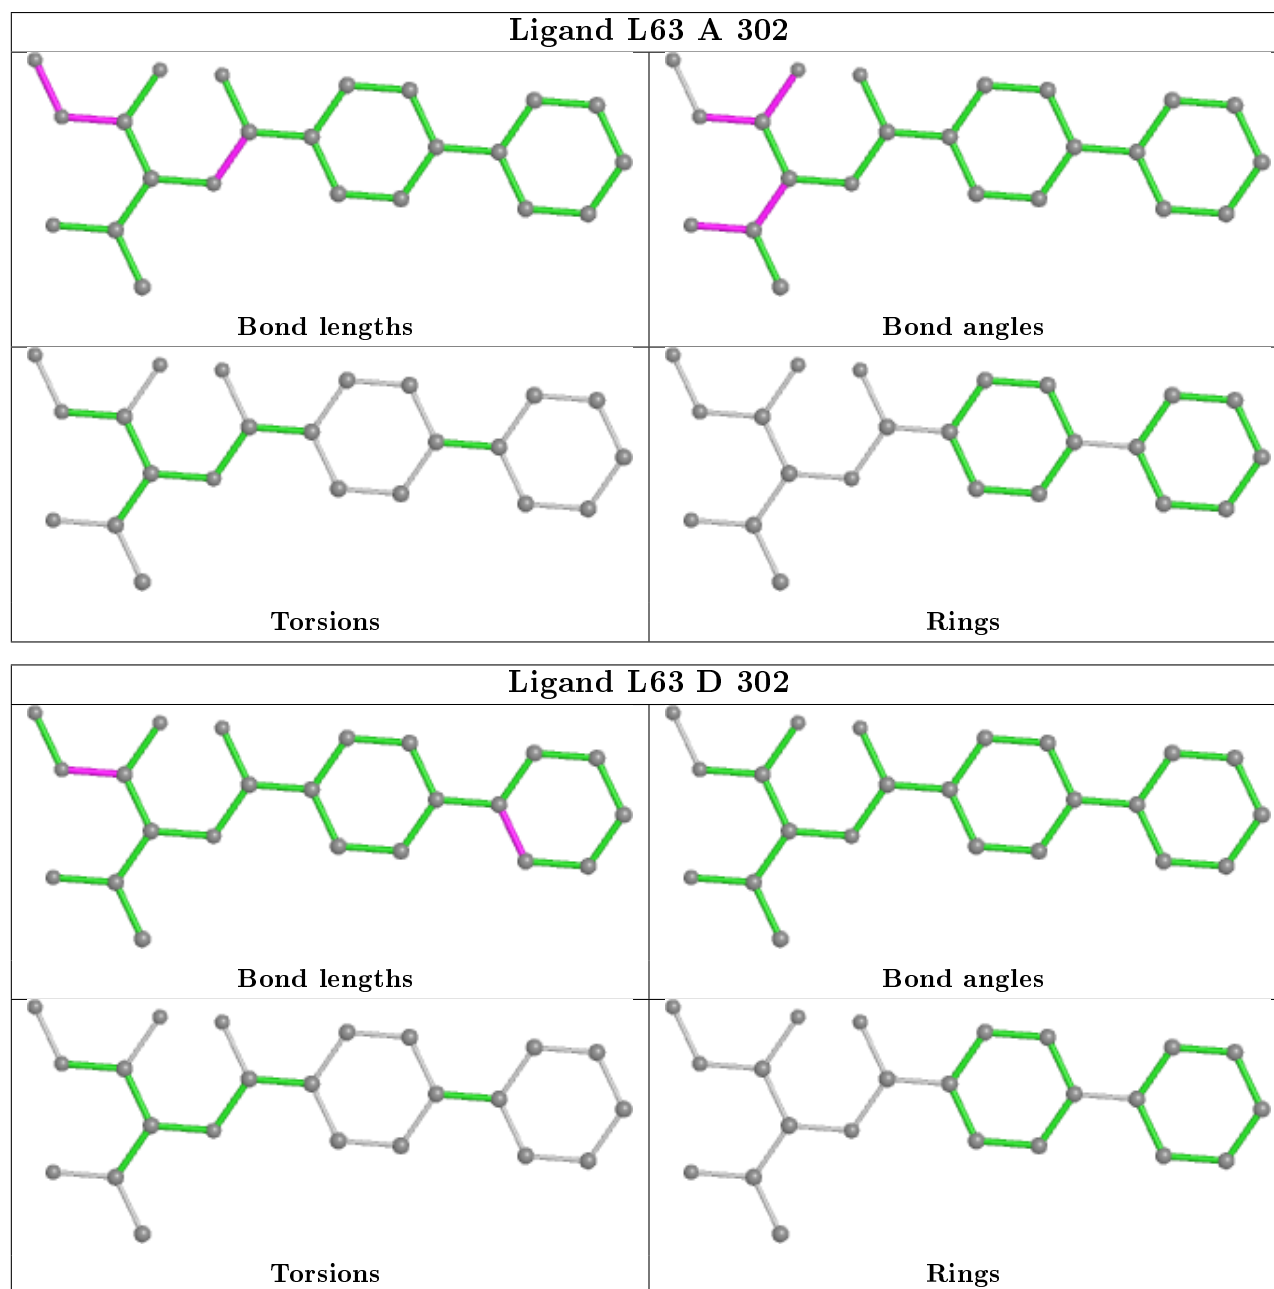 Ligand L63 A 302
Bond lengths
Bond angles
Torsions
Rings
Ligand L63 D 302
Bond lengths
Bond angles
Torsions
Rings